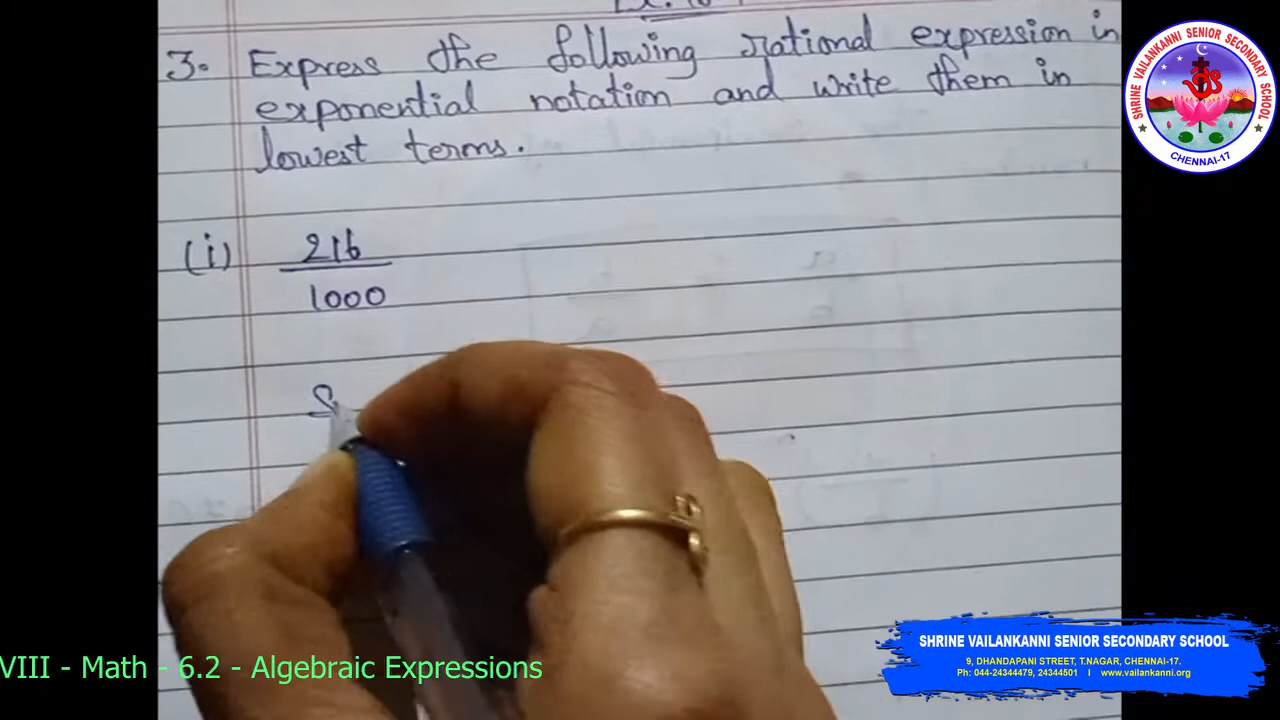 3. Express the following rational expression in
exponential notation and write them in
lowest terms.
(i) 216
1000
SHRINE VAILANKANNI SENIOR SECONDARY SCHOOL
CHENNAI-17
VIII - Math - 6.2 - Algebraic Expressions
SHRINE VAILANKANNI SENIOR SECONDARY SCHOOL
9, DHANDAPANI STREET, T.NAGAR, CHENNAI-17.
Ph: 044-24344479, 24344501 I www.vailankanni.org